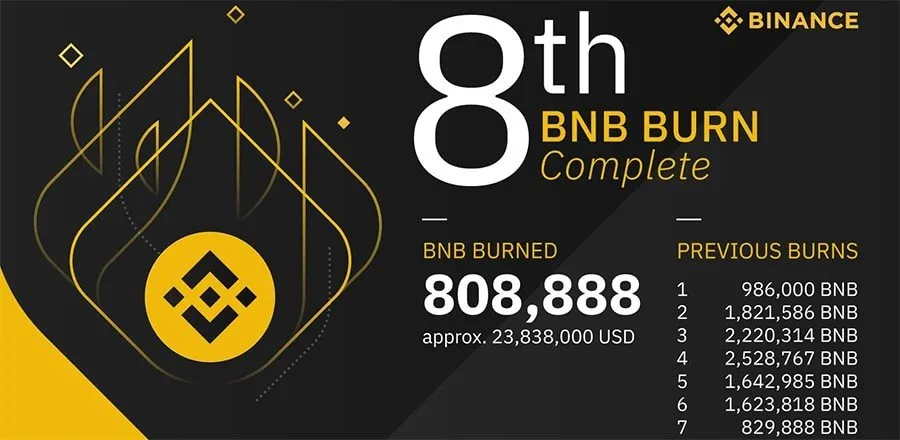 BINANCE
8th
BNB BURN
Complete
BNB BURNED
808,888
approx. 23,838,000 USD
PREVIOUS BURNS
1 986,000 BNB
2 1,821,586 BNB
3 2,220,314 BNB
4 2,528,767 BNB
5 1,642,985 BNB
6 1,623,818 BNB
7 829,888 BNB